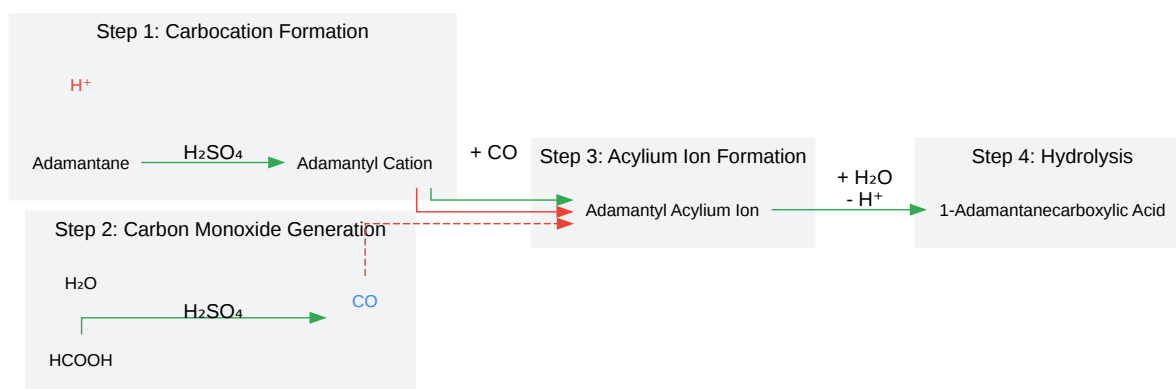 Step 1: Carbocation Formation
H⁺
Adamantane
H₂SO₄
Adamantyl Cation
+ CO
Step 2: Carbon Monoxide Generation
H₂O
H₂SO₄
CO
HCOOH
Step 3: Acylium Ion Formation
Adamantyl Acylium Ion
+ H₂O
- H⁺
Step 4: Hydrolysis
1-Adamantanecarboxylic Acid